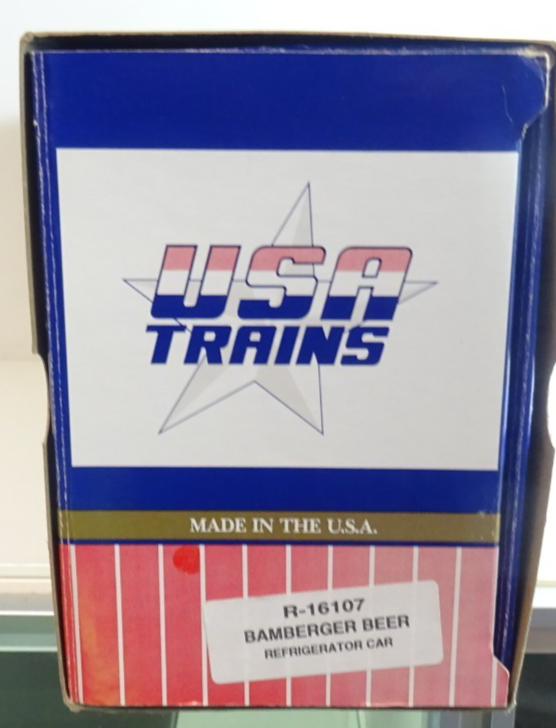 USA
TRAINS
MADE IN THE U.S.A.
R-16107
BAMBERGER BEER
REFRIGERATOR CAR